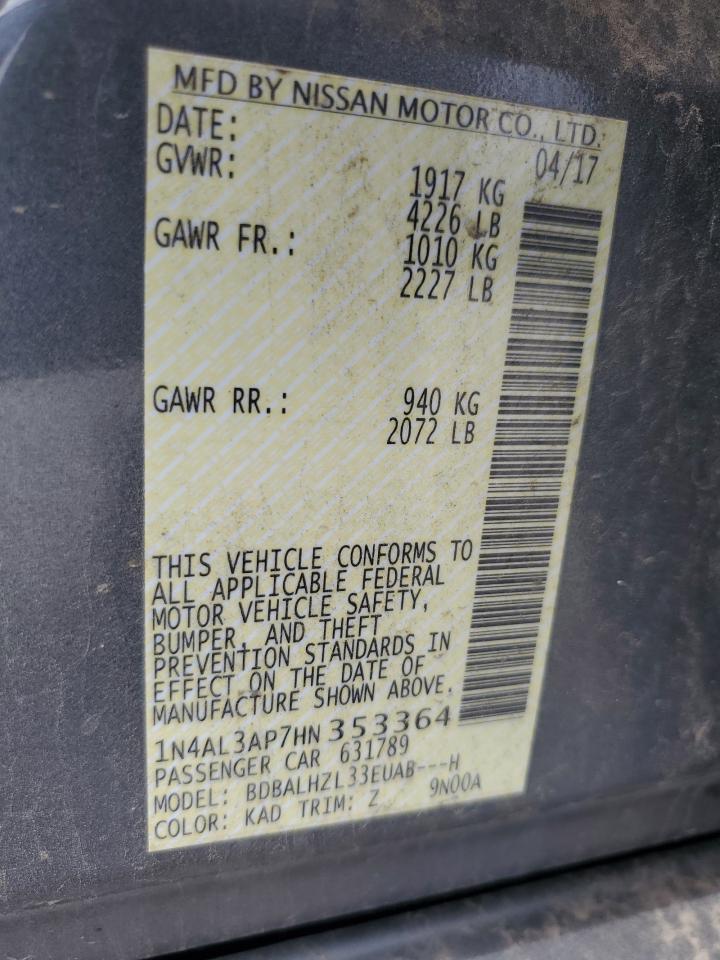 MFD BY NISSAN MOTOR CO., LTD.
DATE: 04/17
GVWR: 1917 KG
4226 LB
GAWR FR.: 1010 KG
2227 LB
GAWR RR.: 940 KG
2072 LB
THIS VEHICLE CONFORMS TO
ALL APPLICABLE FEDERAL
MOTOR VEHICLE SAFETY,
BUMPER, AND THEFT
PREVENTION STANDARDS IN
EFFECT ON THE DATE OF
MANUFACTURE SHOWN ABOVE.
1N4AL3AP7HN353364
PASSENGER CAR 631789
MODEL: BDBALHZL33EUAB---H
COLOR: KAD TRIM: Z 9N00A